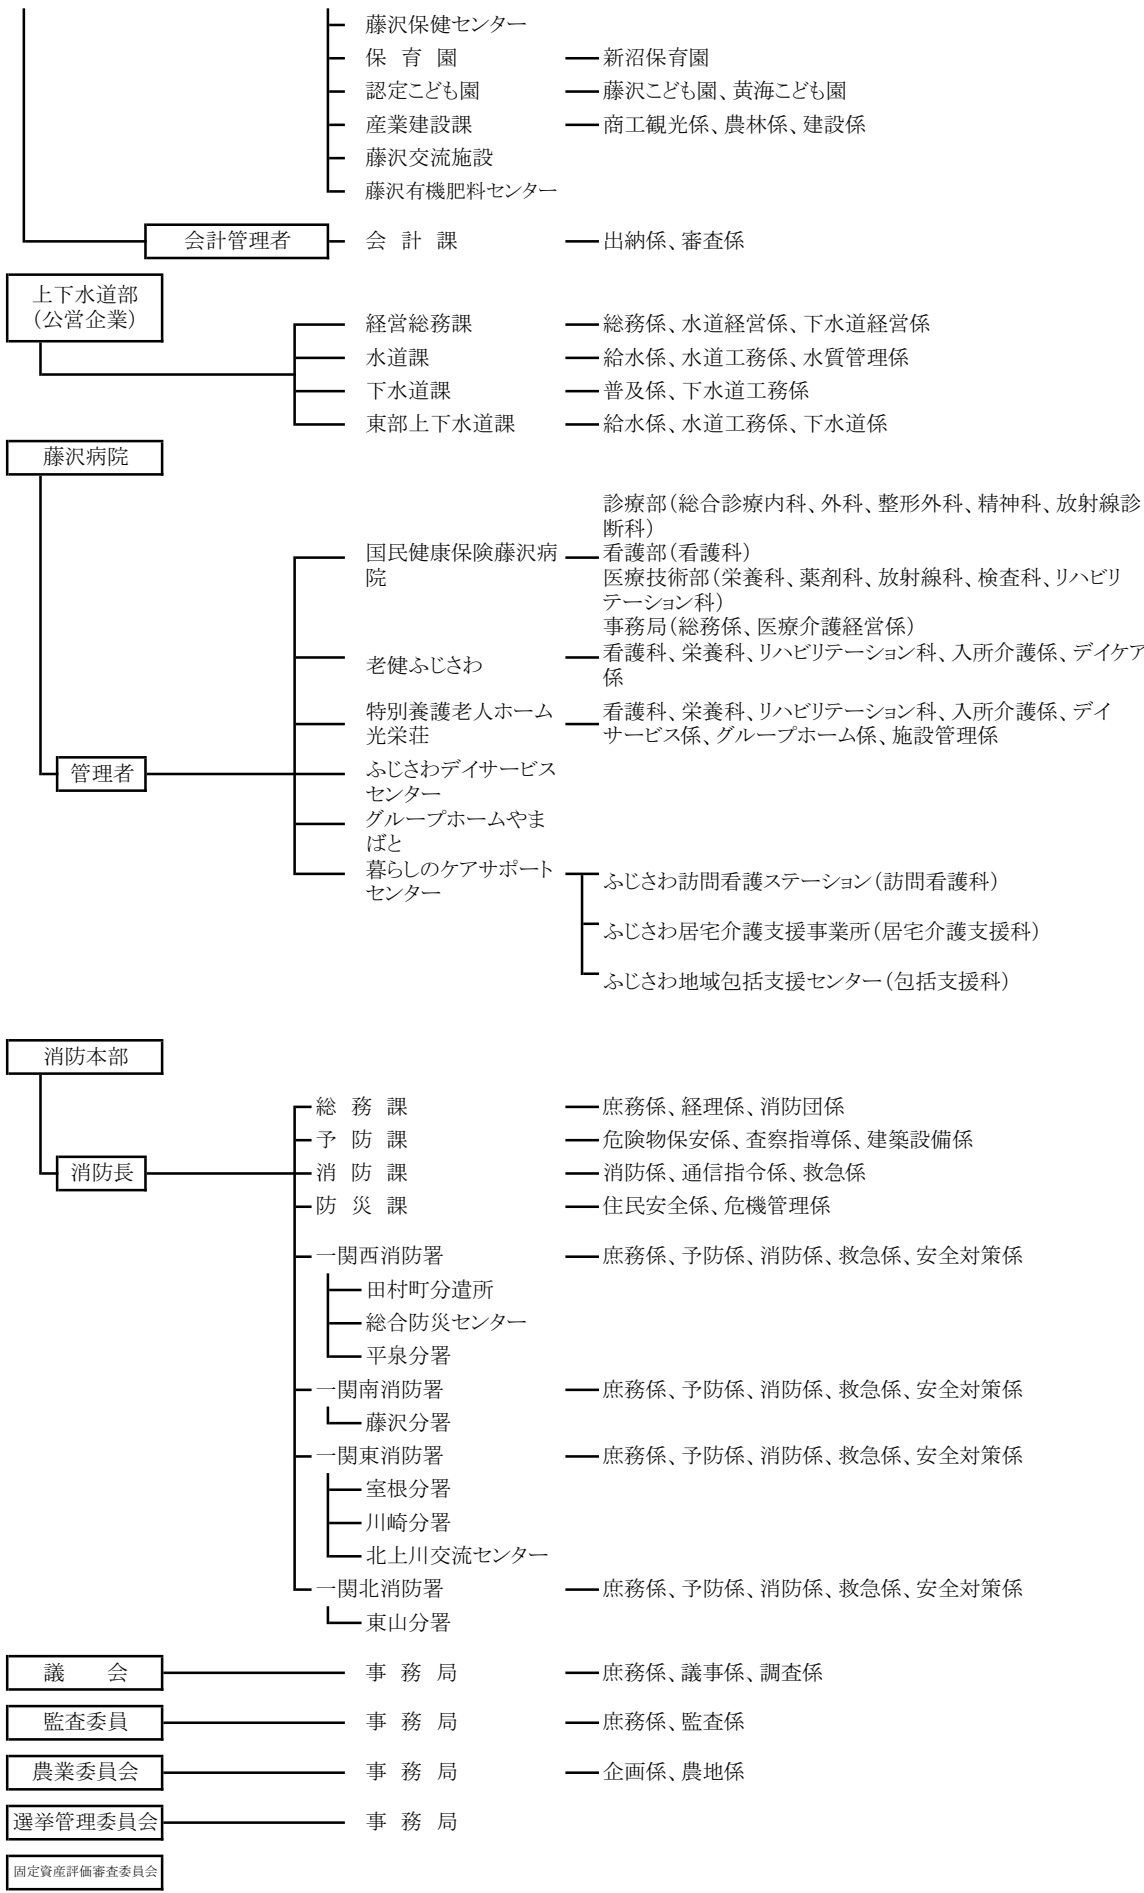 藤沢保健センター
保 育 園 新沼保育園
認定こども園 藤沢こども園、黄海こども園
産業建設課 商工観光係、農林係、建設係
藤沢交流施設
藤沢有機肥料センター
会計管理者 会 計 課 出納係、審査係
上下水道部
(公営企業)
経営総務課 総務係、水道経営係、下水道経営係
水道課 給水係、水道工務係、水質管理係
下水道課 普及係、下水道工務係
東部上下水道課 給水係、水道工務係、下水道係
藤沢病院
国民健康保険藤沢病
院
診療部(総合診療内科、外科、整形外科、精神科、放射線診
断科)
看護部(看護科)
医療技術部(栄養科、薬剤科、放射線科、検査科、リハビリ
テーション科)
事務局(総務係、医療介護経営係)
老健ふじさわ
看護科、栄養科、リハビリテーション科、入所介護係、デイケア
係
特別養護老人ホーム
光栄荘
看護科、栄養科、リハビリテーション科、入所介護係、デイ
サービス係、グループホーム係、施設管理係
管理者
ふじさわデイサービス
センター
グループホームやま
ばと
暮らしのケアサポート
センター
ふじさわ訪問看護ステーション(訪問看護科)
ふじさわ居宅介護支援事業所(居宅介護支援科)
ふじさわ地域包括支援センター(包括支援科)
消防本部
総 務 課 庶務係、経理係、消防団係
予 防 課 危険物保安係、査察指導係、建築設備係
消防長 消 防 課 消防係、通信指令係、救急係
防 災 課 住民安全係、危機管理係
一関西消防署 庶務係、予防係、消防係、救急係、安全対策係
田村町分遣所
総合防災センター
平泉分署
一関南消防署 庶務係、予防係、消防係、救急係、安全対策係
藤沢分署
一関東消防署 庶務係、予防係、消防係、救急係、安全対策係
室根分署
川崎分署
北上川交流センター
一関北消防署 庶務係、予防係、消防係、救急係、安全対策係
東山分署
議 会 事 務 局 庶務係、議事係、調査係
監査委員 事 務 局 庶務係、監査係
農業委員会 事 務 局 企画係、農地係
選挙管理委員会 事 務 局
固定資産評価審査委員会